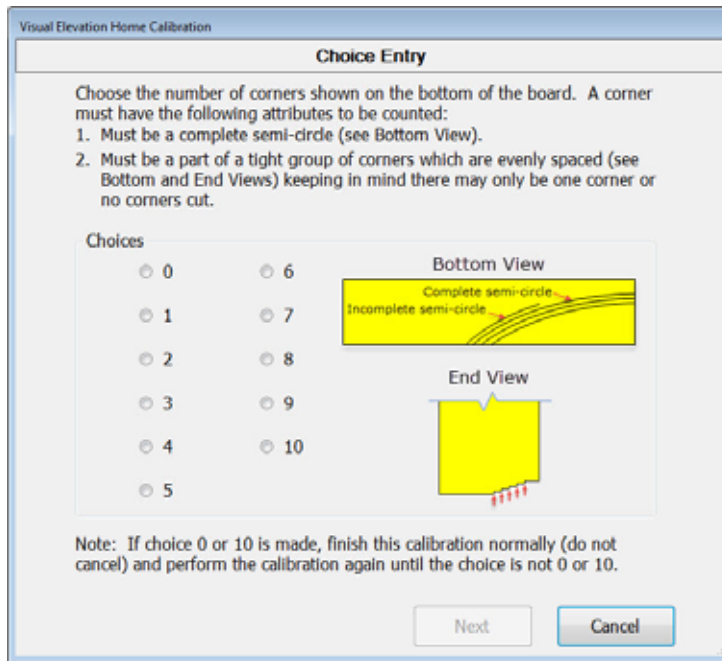 Visual Elevation Home Calibration
Choice Entry
Choose the number of corners shown on the bottom of the board. A corner
must have the following attributes to be counted:
1. Must be a complete semi-circle (see Bottom View).
2. Must be a part of a tight group of corners which are evenly spaced (see
Bottom and End Views) keeping in mind there may only be one corner or
no corners cut.
Choices
0
1
2
3
4
5
6
7
8
9
10
Bottom View
Complete semi-circle
Incomplete semi-circle
End View
Note: If choice 0 or 10 is made, finish this calibration normally (do not
cancel) and perform the calibration again until the choice is not 0 or 10.
Next
Cancel